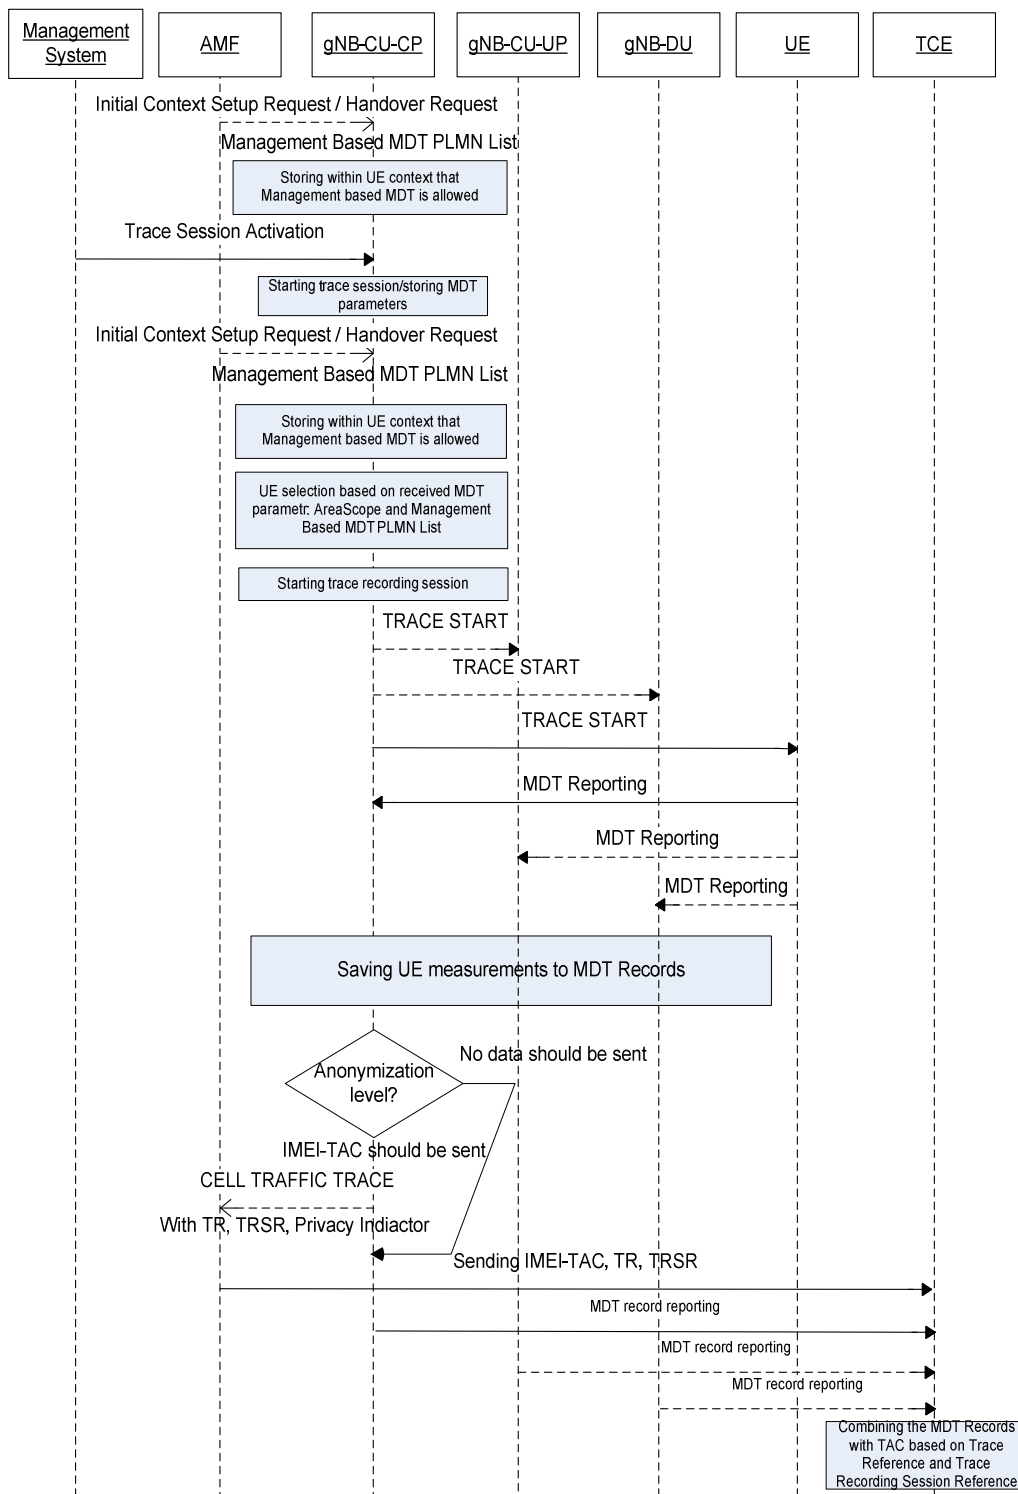 Management
System
AMF
gNB-CU-CP
gNB-CU-UP
gNB-DU
UE
TCE
Initial Context Setup Request / Handover Request
Management Based MDT PLMN List
Storing within UE context that
Management based MDT is allowed
Trace Session Activation
Starting trace session/storing MDT
parameters
Initial Context Setup Request / Handover Request
Management Based MDT PLMN List
Storing within UE context that
Management based MDT is allowed
UE selection based on received MDT
parametr: AreaScope and Management
Based MDT PLMN List
Starting trace recording session
TRACE START
TRACE START
TRACE START
MDT Reporting
MDT Reporting
MDT Reporting
Saving UE measurements to MDT Records
No data should be sent
Anonymization
level?
IMEI-TAC should be sent
CELL TRAFFIC TRACE
With TR, TRSR, Privacy Indiactor
Sending IMEI-TAC, TR, TRSR
MDT record reporting
MDT record reporting
MDT record reporting
Combining the MDT Records
with TAC based on Trace
Reference and Trace
Recording Session Reference